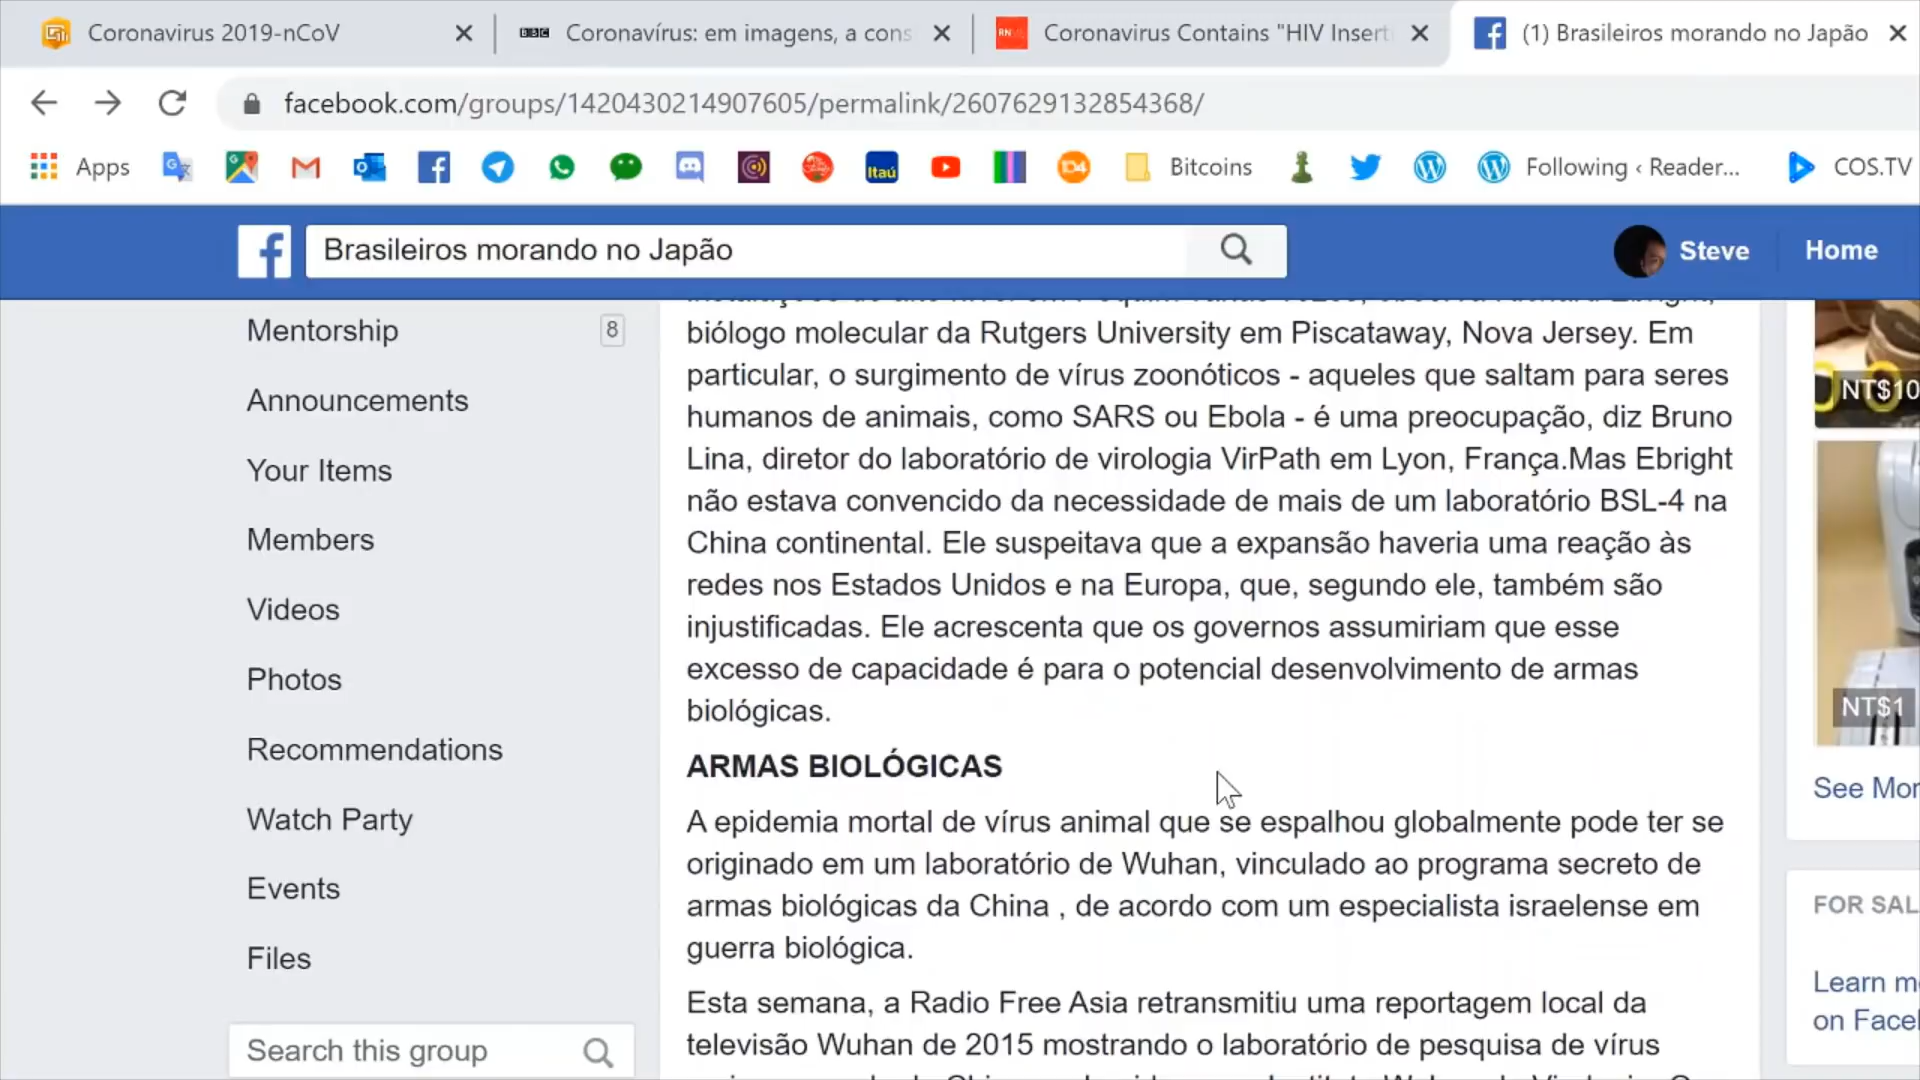 Coronavirus 2019-nCoV
BBC
Coronavírus: em imagens, a cons
RN
Coronavirus Contains "HIV Insert
(1) Brasileiros morando no Japão
facebook.com/groups/1420430214907605/permalink/2607629132854368/
Apps
Itaú
Bitcoins
Following ‹ Reader...
COS.TV
Brasileiros morando no Japão
Steve
Home
Mentorship
8
Announcements
Your Items
Members
Videos
Photos
Recommendations
Watch Party
Events
Files
Search this group
biólogo molecular da Rutgers University em Piscataway, Nova Jersey. Em
particular, o surgimento de vírus zoonóticos - aqueles que saltam para seres
humanos de animais, como SARS ou Ebola - é uma preocupação, diz Bruno
Lina, diretor do laboratório de virologia VirPath em Lyon, França.Mas Ebright
não estava convencido da necessidade de mais de um laboratório BSL-4 na
China continental. Ele suspeitava que a expansão haveria uma reação às
redes nos Estados Unidos e na Europa, que, segundo ele, também são
injustificadas. Ele acrescenta que os governos assumiriam que esse
excesso de capacidade é para o potencial desenvolvimento de armas
biológicas.
ARMAS BIOLÓGICAS
A epidemia mortal de vírus animal que se espalhou globalmente pode ter se
originado em um laboratório de Wuhan, vinculado ao programa secreto de
armas biológicas da China , de acordo com um especialista israelense em
guerra biológica.
Esta semana, a Radio Free Asia retransmitiu uma reportagem local da
televisão Wuhan de 2015 mostrando o laboratório de pesquisa de vírus
NT$10
NT$1
See Mor
FOR SAL
Learn m
on Face